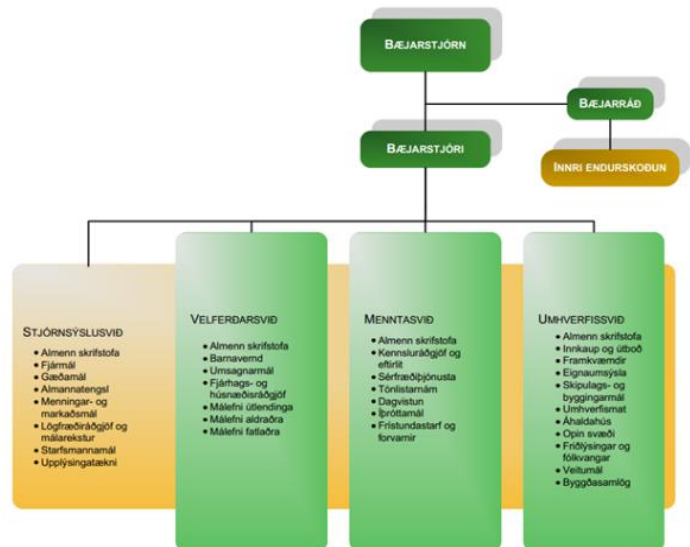 BÆJARSTJÓRN
BÆJARRÁÐ
BÆJARSTJÓRI
INNRI ENDURSKOÐUN
STJÓRNSÝSLUSVIÐ
• Almenn skrifstofa
• Fjármál
• Gæðamál
• Almannatengsl
• Menningar- og
markaðsmál
• Lögfræðiráðgjöf og
málarekstur
• Starfsmannamál
• Upplýsingatækni
VELFERÐARSVIÐ
• Almenn skrifstofa
• Barnavernd
• Umsagnarmál
• Fjárhags- og
húsnæðisráðgjöf
• Málefni útlendinga
• Málefni aldraðra
• Málefni fatlaðra
MENNTASVIÐ
• Almenn skrifstofa
• Kennsluráðgjöf og
eftirlit
• Sérfræðiþjónusta
• Tónlistarnám
• Dagvistun
• Íþróttamál
• Frístundastarf og
forvarnir
UMHVERFISSVIÐ
• Almenn skrifstofa
• Innkaup og útboð
• Framkvæmdir
• Eignaumsýsla
• Skipulags- og
byggingarmál
• Umhverfismat
• Áhaldahús
• Opin svæði
• Friðlýsingar og
fólkvangar
• Veitumál
• Byggðasamlög